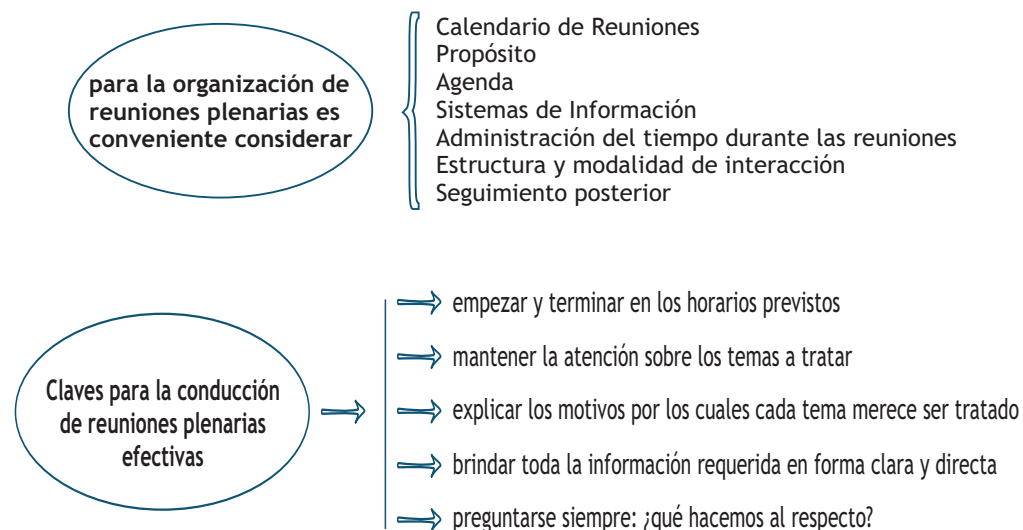 para la organización de
reuniones plenarias es
conveniente considerar
Calendario de Reuniones
Propósito
Agenda
Sistemas de Información
Administración del tiempo durante las reuniones
Estructura y modalidad de interacción
Seguimiento posterior
Claves para la conducción
de reuniones plenarias
efectivas
empezar y terminar en los horarios previstos
mantener la atención sobre los temas a tratar
explicar los motivos por los cuales cada tema merece ser tratado
brindar toda la información requerida en forma clara y directa
preguntarse siempre: ¿qué hacemos al respecto?